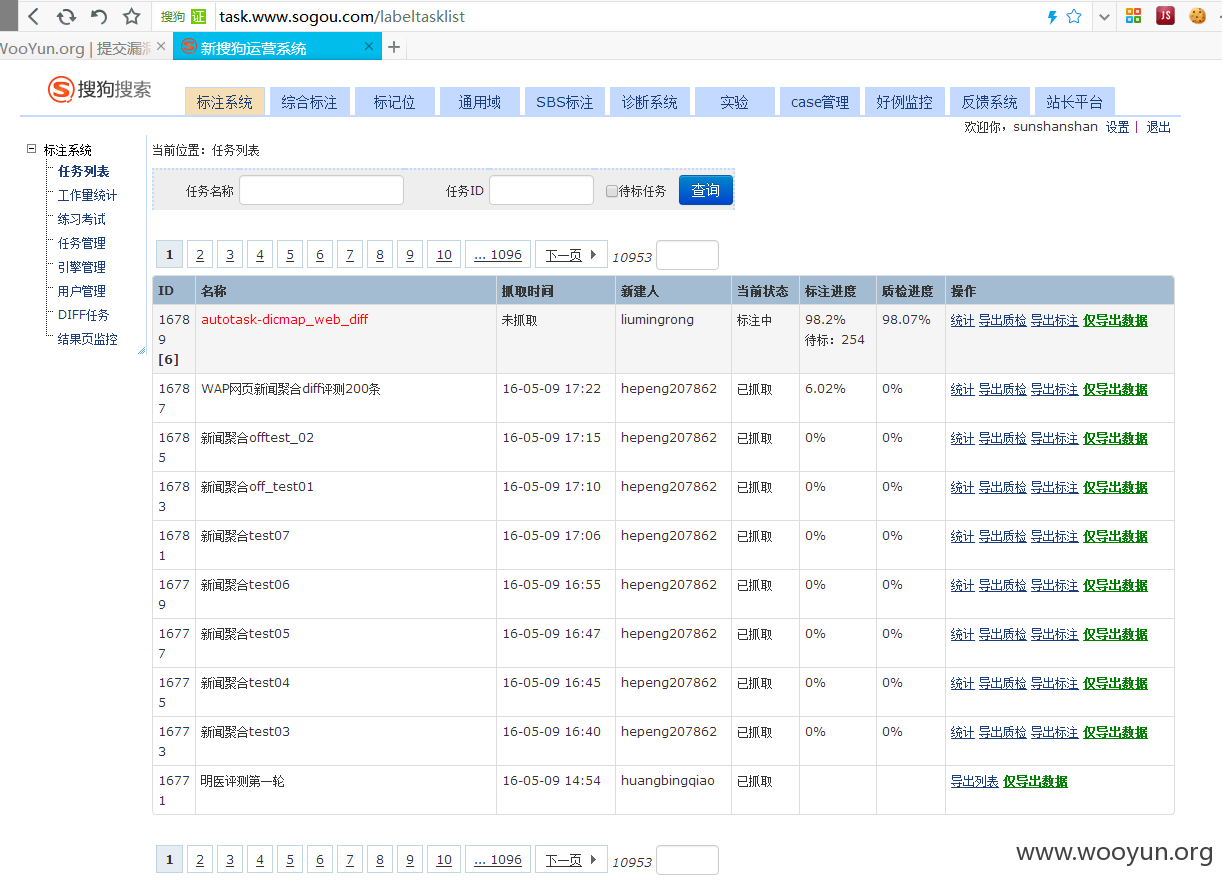 搜狗 证 task.www.sogou.com/labeltasklist JS
WooYun.org | 提交漏 × 新搜狗运营系统 × +
搜狗搜索
标注系统 综合标注 标记位 通用域 SBS标注 诊断系统 实验 case管理 好例监控 反馈系统 站长平台
欢迎你，sunshanshan 设置 | 退出
标注系统
任务列表
工作量统计
练习考试
任务管理
引擎管理
用户管理
DIFF任务
结果页监控
当前位置：任务列表
任务名称 任务ID 待标任务 查询
1 2 3 4 5 6 7 8 9 10 ... 1096 下一页 10953
ID 名称 抓取时间 新建人 当前状态 标注进度 质检进度 操作
1678 autotask-dicmap_web_diff 未抓取 liumingrong 标注中 98.2% 98.07% 统计 导出质检 导出标注 仅导出数据
9 待标：254
[6]
1678 WAP网页新闻聚合diff评测200条 16-05-09 17:22 hepeng207862 已抓取 6.02% 0% 统计 导出质检 导出标注 仅导出数据
7
1678 新闻聚合offtest_02 16-05-09 17:15 hepeng207862 已抓取 0% 0% 统计 导出质检 导出标注 仅导出数据
5
1678 新闻聚合off_test01 16-05-09 17:10 hepeng207862 已抓取 0% 0% 统计 导出质检 导出标注 仅导出数据
3
1678 新闻聚合test07 16-05-09 17:06 hepeng207862 已抓取 0% 0% 统计 导出质检 导出标注 仅导出数据
1
1677 新闻聚合test06 16-05-09 16:55 hepeng207862 已抓取 0% 0% 统计 导出质检 导出标注 仅导出数据
9
1677 新闻聚合test05 16-05-09 16:47 hepeng207862 已抓取 0% 0% 统计 导出质检 导出标注 仅导出数据
7
1677 新闻聚合test04 16-05-09 16:45 hepeng207862 已抓取 0% 0% 统计 导出质检 导出标注 仅导出数据
5
1677 新闻聚合test03 16-05-09 16:40 hepeng207862 已抓取 0% 0% 统计 导出质检 导出标注 仅导出数据
3
1677 明医评测第一轮 16-05-09 14:54 huangbingqiao 已抓取 导出列表 仅导出数据
1
1 2 3 4 5 6 7 8 9 10 ... 1096 下一页 10953
www.wooyun.org